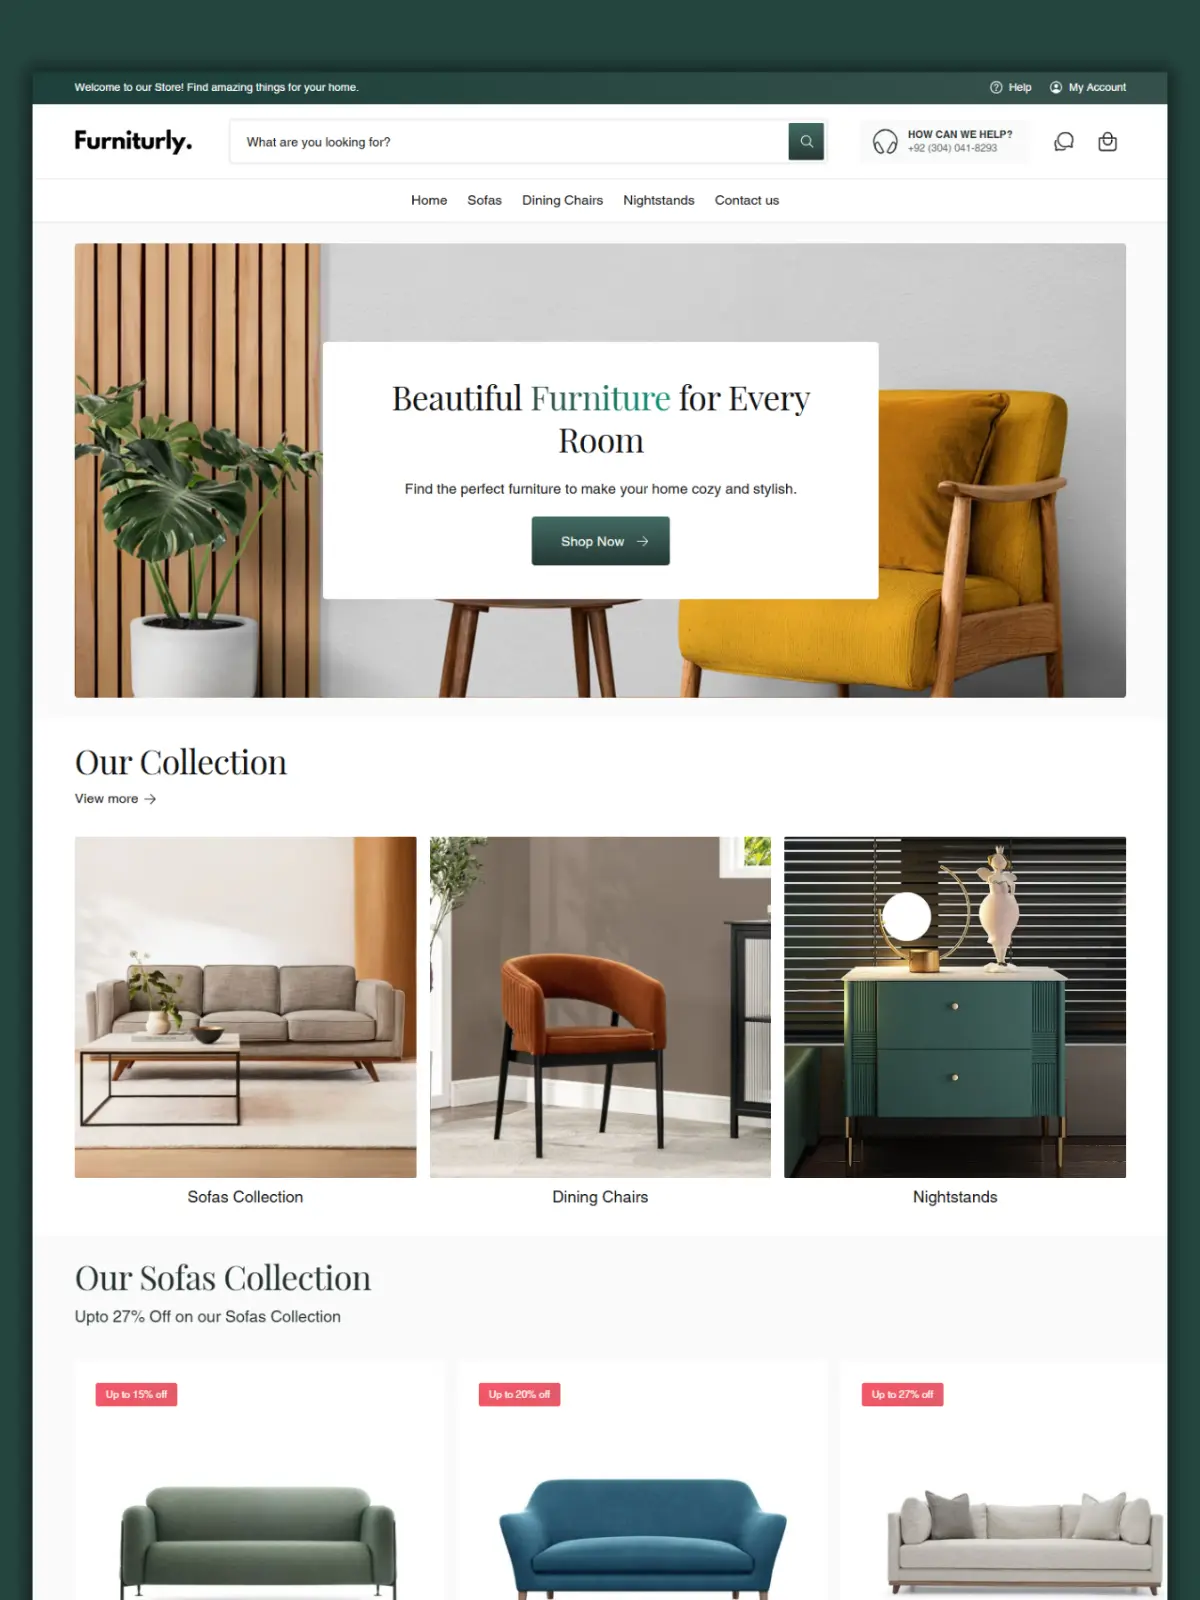 Welcome to our Store! Find amazing things for your home.
Help
My Account
Furniturly.
What are you looking for?
HOW CAN WE HELP?
+92 (304) 041-8293
Home
Sofas
Dining Chairs
Nightstands
Contact us
Beautiful Furniture for Every
Room
Find the perfect furniture to make your home cozy and stylish.
Shop Now
Our Collection
View more
Sofas Collection
Dining Chairs
Nightstands
Our Sofas Collection
Upto 27% Off on our Sofas Collection
Up to 15% off
Up to 20% off
Up to 27% off